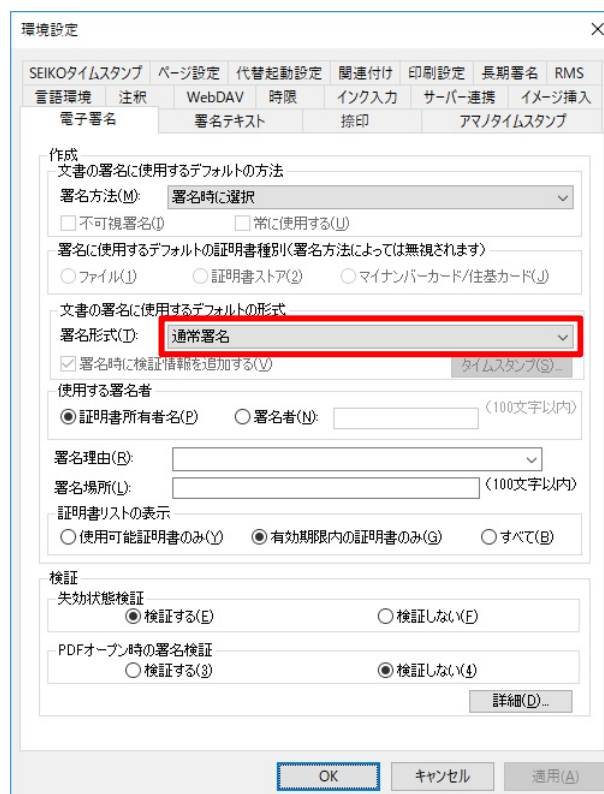 環境設定
SEIKOタイムスタンプ ページ設定 代替起動設定 関連付け 印刷設定 長期署名 RMS
言語環境 注釈 WebDAV 時限 インク入力 サーバー連携 イメージ挿入
電子署名 署名テキスト 捺印 アマノタイムスタンプ
作成
文書の署名に使用するデフォルトの方法
署名方法(M): 署名時に選択
不可視署名(I) 常に使用する(U)
署名に使用するデフォルトの証明書種別(署名方法によっては無視されます)
ファイル(1) 証明書ストア(2) マイナンバーカード/住基カード(J)
文書の署名に使用するデフォルトの形式
署名形式(T): 通常署名
署名時に検証情報を追加する(V) タイムスタンプ(S)...
使用する署名者
証明書所有者名(P) 署名者(N): (100文字以内)
署名理由(R):
署名場所(L): (100文字以内)
証明書リストの表示
使用可能証明書のみ(Y) 有効期限内の証明書のみ(G) すべて(B)
検証
失効状態検証
検証する(E) 検証しない(F)
PDFオープン時の署名検証
検証する(3) 検証しない(4)
詳細(D)...
OK キャンセル 適用(A)